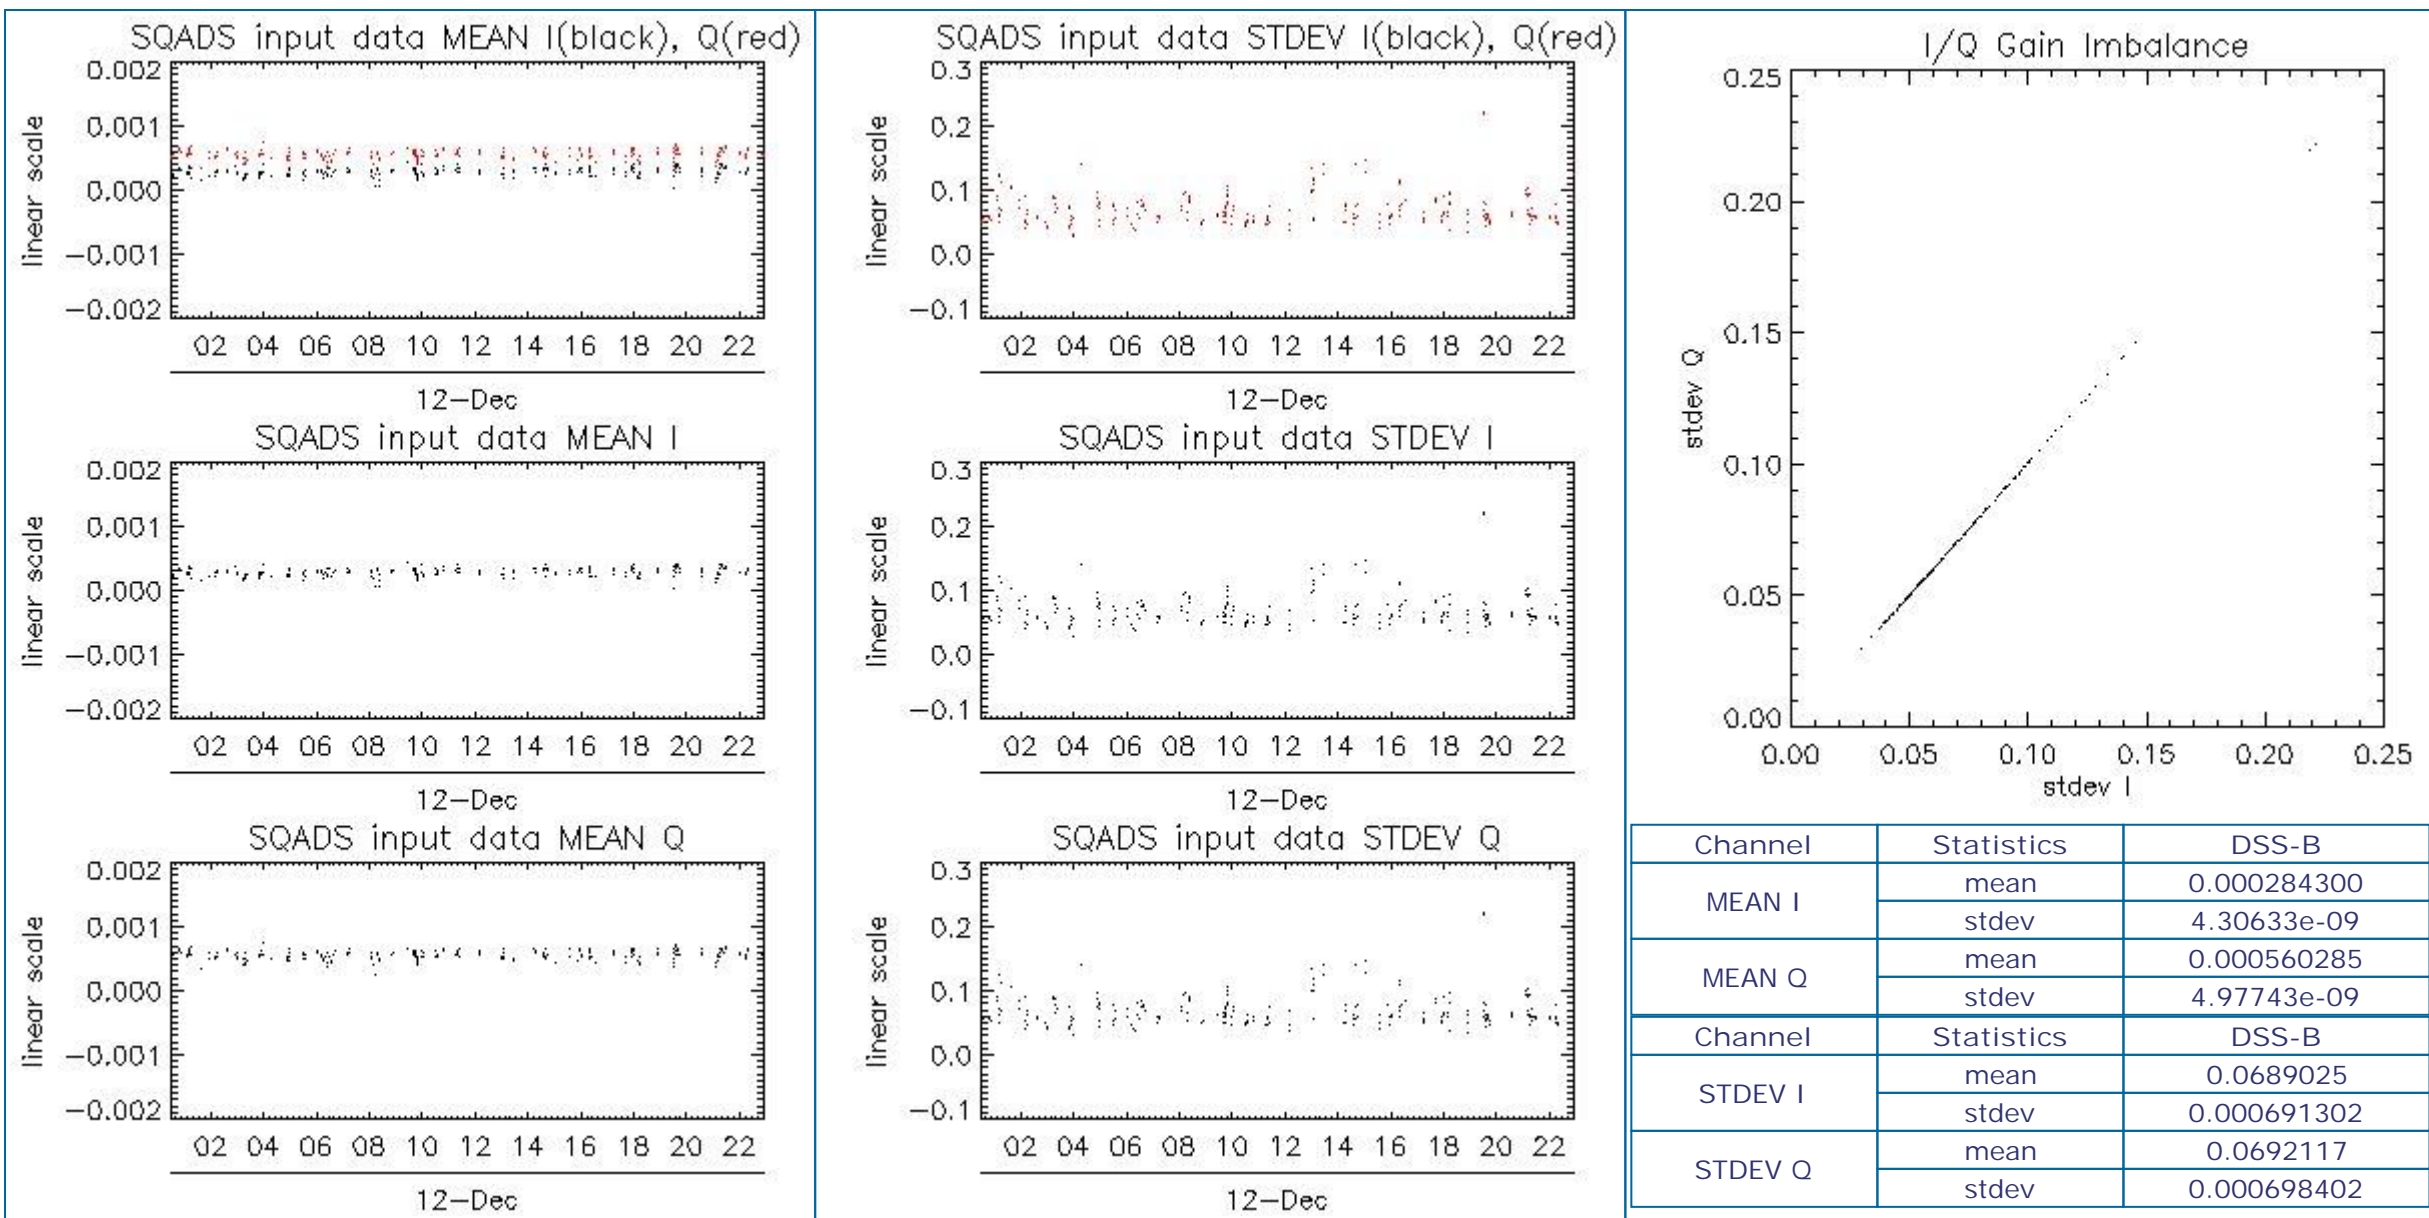 SQADS input data MEAN I(black), Q(red)
0.002
0.001
0.000
−0.001
−0.002
linear scale
02 04 06 08 10 12 14 16 18 20 22
12−Dec
SQADS input data MEAN I
0.002
0.001
0.000
−0.001
−0.002
linear scale
02 04 06 08 10 12 14 16 18 20 22
12−Dec
SQADS input data MEAN Q
0.002
0.001
0.000
−0.001
−0.002
linear scale
02 04 06 08 10 12 14 16 18 20 22
12−Dec
SQADS input data STDEV I(black), Q(red)
0.3
0.2
0.1
0.0
−0.1
linear scale
02 04 06 08 10 12 14 16 18 20 22
12−Dec
SQADS input data STDEV I
0.3
0.2
0.1
0.0
−0.1
linear scale
02 04 06 08 10 12 14 16 18 20 22
12−Dec
SQADS input data STDEV Q
0.3
0.2
0.1
0.0
−0.1
linear scale
02 04 06 08 10 12 14 16 18 20 22
12−Dec
I/Q Gain Imbalance
0.25
0.20
0.15
0.10
0.05
0.00
stdev Q
0.00 0.05 0.10 0.15 0.20 0.25
stdev I
Channel Statistics DSS-B
MEAN I mean 0.000284300
stdev 4.30633e-09
MEAN Q mean 0.000560285
stdev 4.97743e-09
Channel Statistics DSS-B
STDEV I mean 0.0689025
stdev 0.000691302
STDEV Q mean 0.0692117
stdev 0.000698402